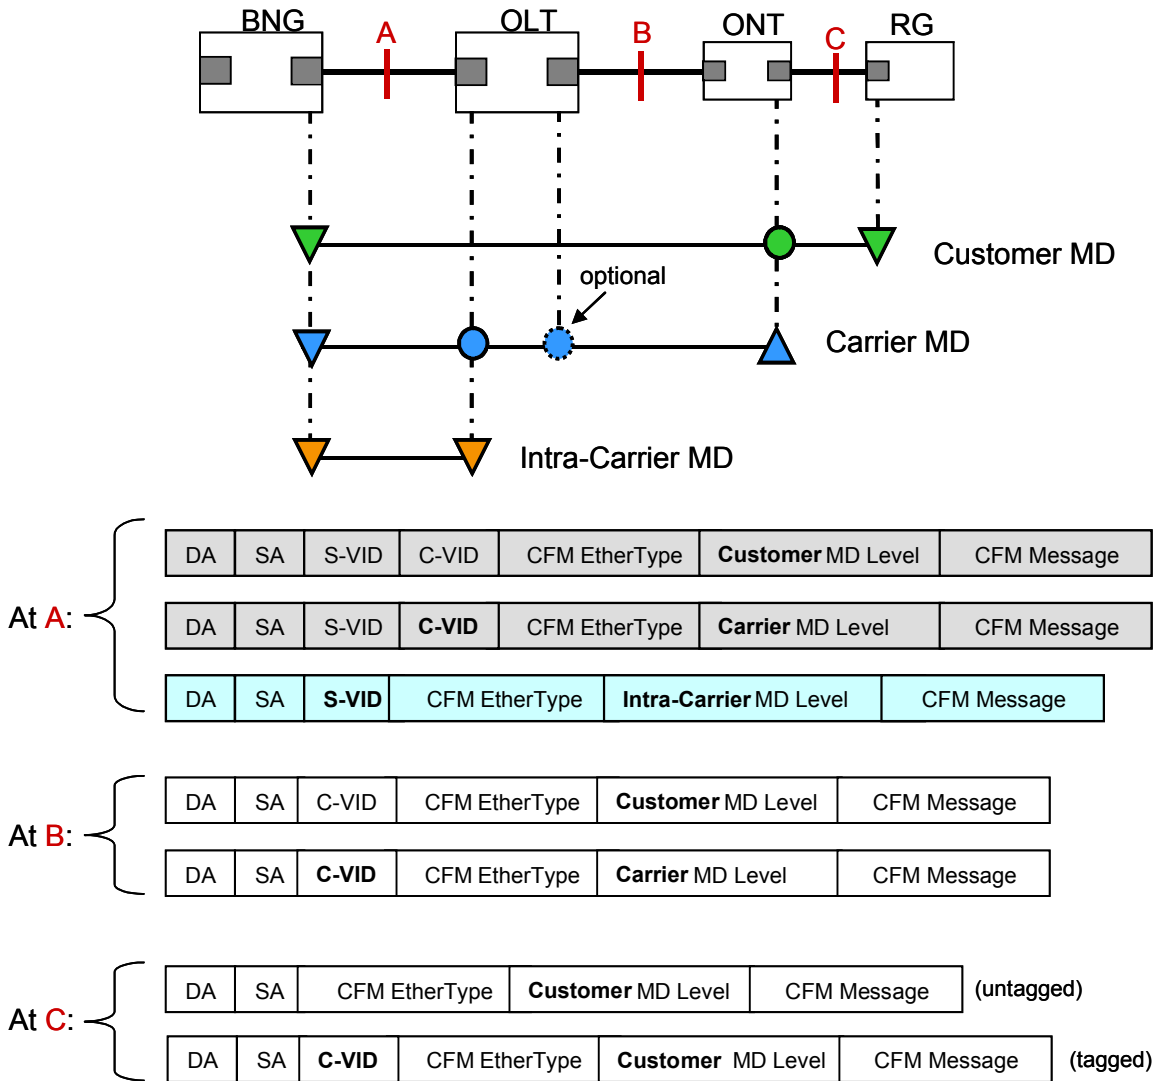 BNG OLT ONT RG
A B C
Customer MD
optional
Carrier MD
Intra-Carrier MD
At A:
DA SA S-VID C-VID CFM EtherType Customer MD Level CFM Message
DA SA S-VID C-VID CFM EtherType Carrier MD Level CFM Message
DA SA S-VID CFM EtherType Intra-Carrier MD Level CFM Message
At B:
DA SA C-VID CFM EtherType Customer MD Level CFM Message
DA SA C-VID CFM EtherType Carrier MD Level CFM Message
At C:
DA SA CFM EtherType Customer MD Level CFM Message (untagged)
DA SA C-VID CFM EtherType Customer MD Level CFM Message (tagged)